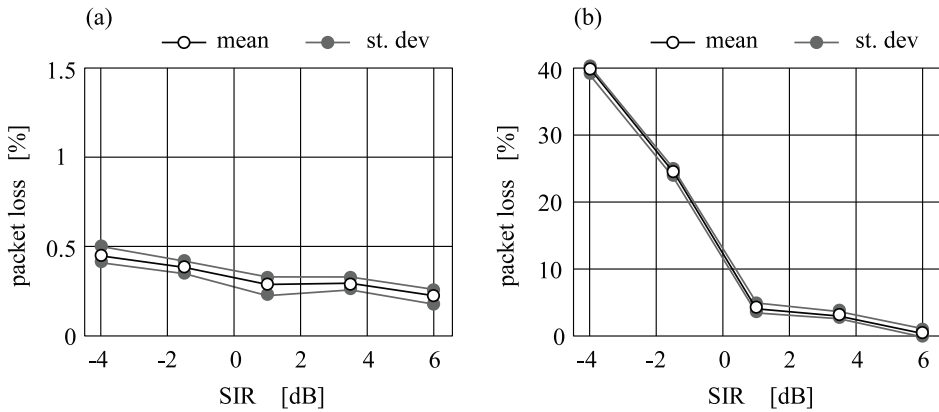 (a)
mean st. dev
1.5
1
0.5
0
packet loss [%]
-4 -2 0 2 4 6
SIR [dB]
(b)
mean st. dev
40
30
20
10
0
packet loss [%]
-4 -2 0 2 4 6
SIR [dB]